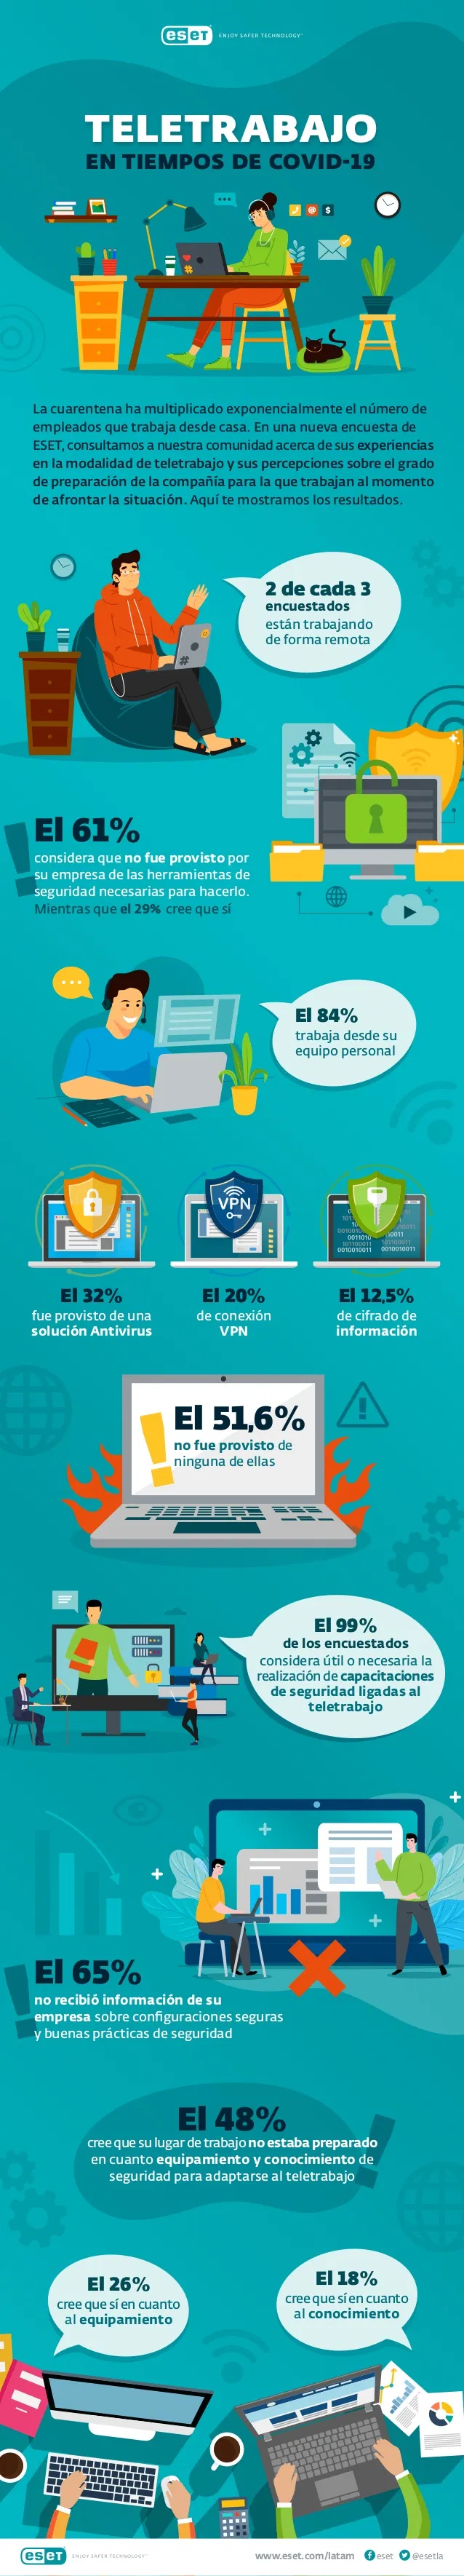 eseT ENJOY SAFER TECHNOLOGY™
TELETRABAJO
EN TIEMPOS DE COVID-19
La cuarentena ha multiplicado exponencialmente el número de
empleados que trabaja desde casa. En una nueva encuesta de
ESET, consultamos a nuestra comunidad acerca de sus experiencias
en la modalidad de teletrabajo y sus percepciones sobre el grado
de preparación de la compañía para la que trabajan al momento
de afrontar la situación. Aquí te mostramos los resultados.
2 de cada 3
encuestados
están trabajando
de forma remota
El 61%
considera que no fue provisto por
su empresa de las herramientas de
seguridad necesarias para hacerlo.
Mientras que el 29% cree que sí
El 84%
trabaja desde su
equipo personal
VPN
El 32%
fue provisto de una
solución Antivirus
El 20%
de conexión
VPN
El 12,5%
de cifrado de
información
El 51,6%
no fue provisto de
ninguna de ellas
El 99%
de los encuestados
considera útil o necesaria la
realización de capacitaciones
de seguridad ligadas al
teletrabajo
El 65%
no recibió información de su
empresa sobre configuraciones seguras
y buenas prácticas de seguridad
El 48%
cree que su lugar de trabajo no estaba preparado
en cuanto equipamiento y conocimiento de
seguridad para adaptarse al teletrabajo
El 26%
cree que sí en cuanto
al equipamiento
El 18%
cree que sí en cuanto
al conocimiento
eseT ENJOY SAFER TECHNOLOGY™ www.eset.com/latam eset @esetla